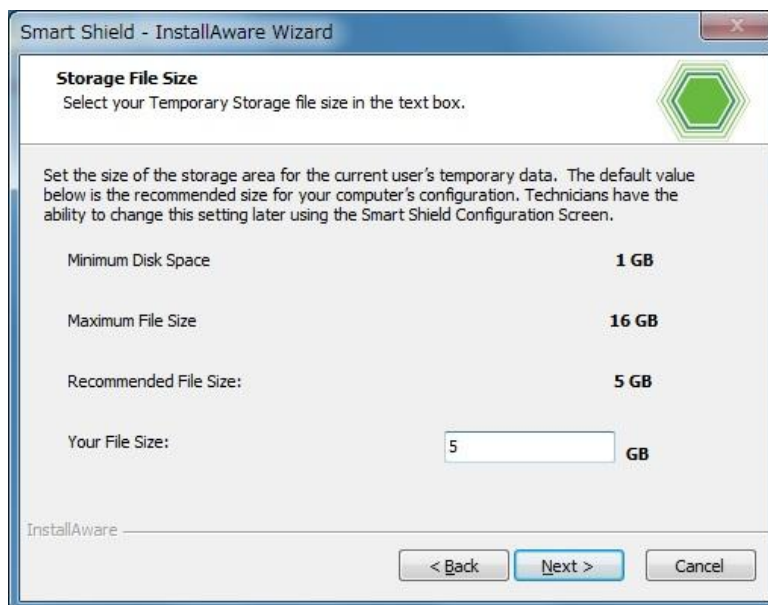 Smart Shield - InstallAware Wizard
Storage File Size
Select your Temporary Storage file size in the text box.
Set the size of the storage area for the current user's temporary data.  The default value
below is the recommended size for your computer's configuration. Technicians have the
ability to change this setting later using the Smart Shield Configuration Screen.
Minimum Disk Space 1 GB
Maximum File Size 16 GB
Recommended File Size: 5 GB
Your File Size: 5 GB
InstallAware
< Back Next > Cancel